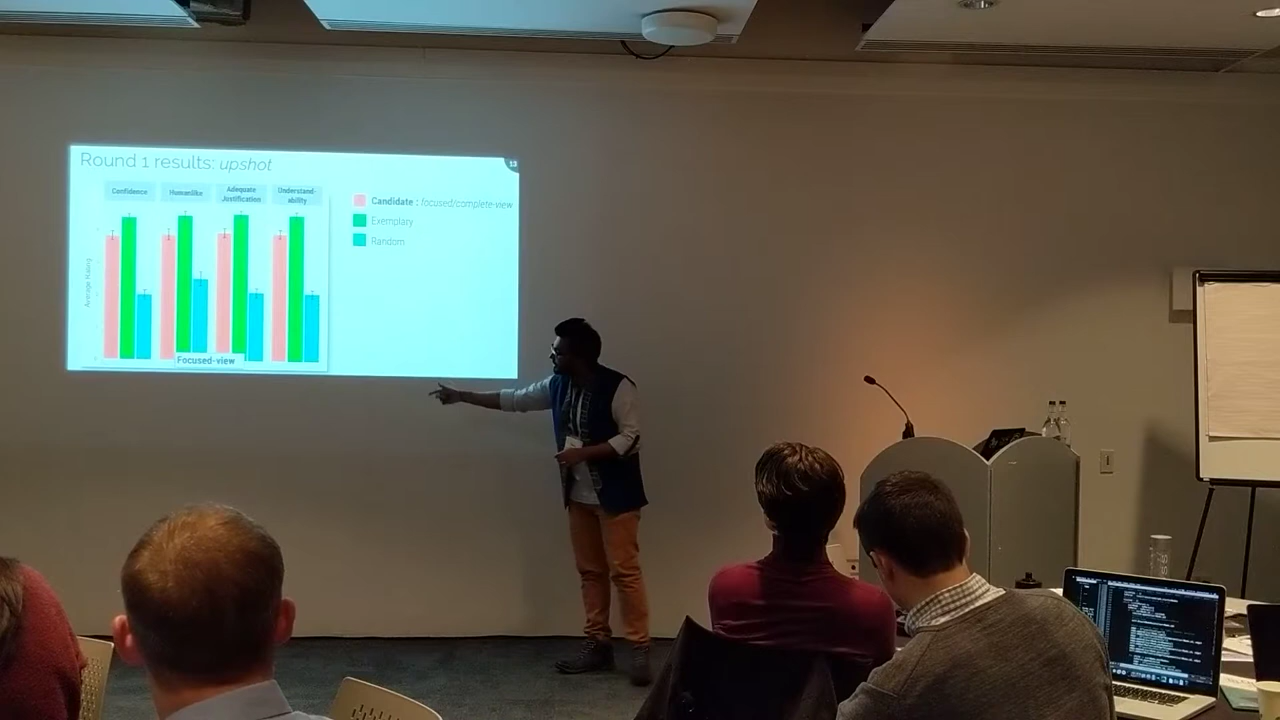 Round 1 results: upshot
13
Confidence
Humanlike
Adequate
Justification
Understand-
ability
Candidate : focused/complete-view
Exemplary
Random
Average Rating
Focused-view